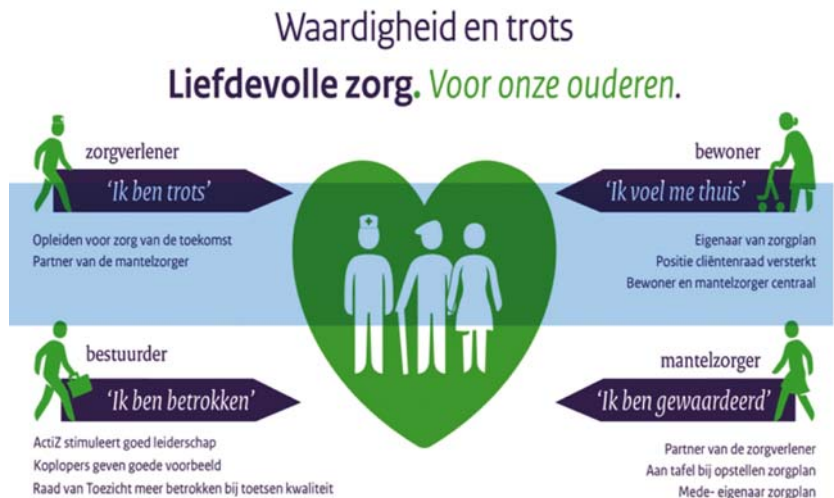 Waardigheid en trots
Liefdevolle zorg. Voor onze ouderen.
zorgverlener
'Ik ben trots'
Opleiden voor zorg van de toekomst
Partner van de mantelzorger
bewoner
'Ik voel me thuis'
Eigenaar van zorgplan
Positie cliëntenraad versterkt
Bewoner en mantelzorger centraal
bestuurder
'Ik ben betrokken'
ActiZ stimuleert goed leiderschap
Koplopers geven goede voorbeeld
Raad van Toezicht meer betrokken bij toetsen kwaliteit
mantelzorger
'Ik ben gewaardeerd'
Partner van de zorgverlener
Aan tafel bij opstellen zorgplan
Mede- eigenaar zorgplan